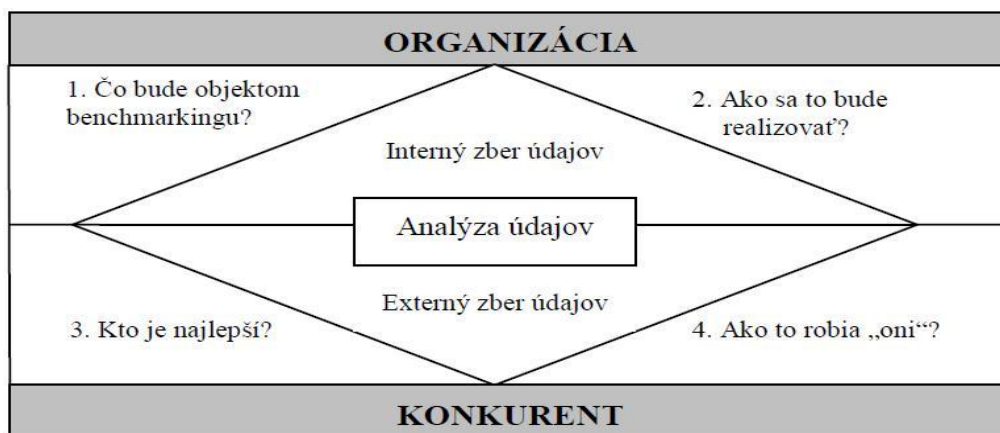 ORGANIZÁCIA
1. Čo bude objektom
benchmarkingu?
2. Ako sa to bude
realizovať?
Interný zber údajov
Analýza údajov
Externý zber údajov
3. Kto je najlepší?
4. Ako to robia „oni“?
KONKURENT